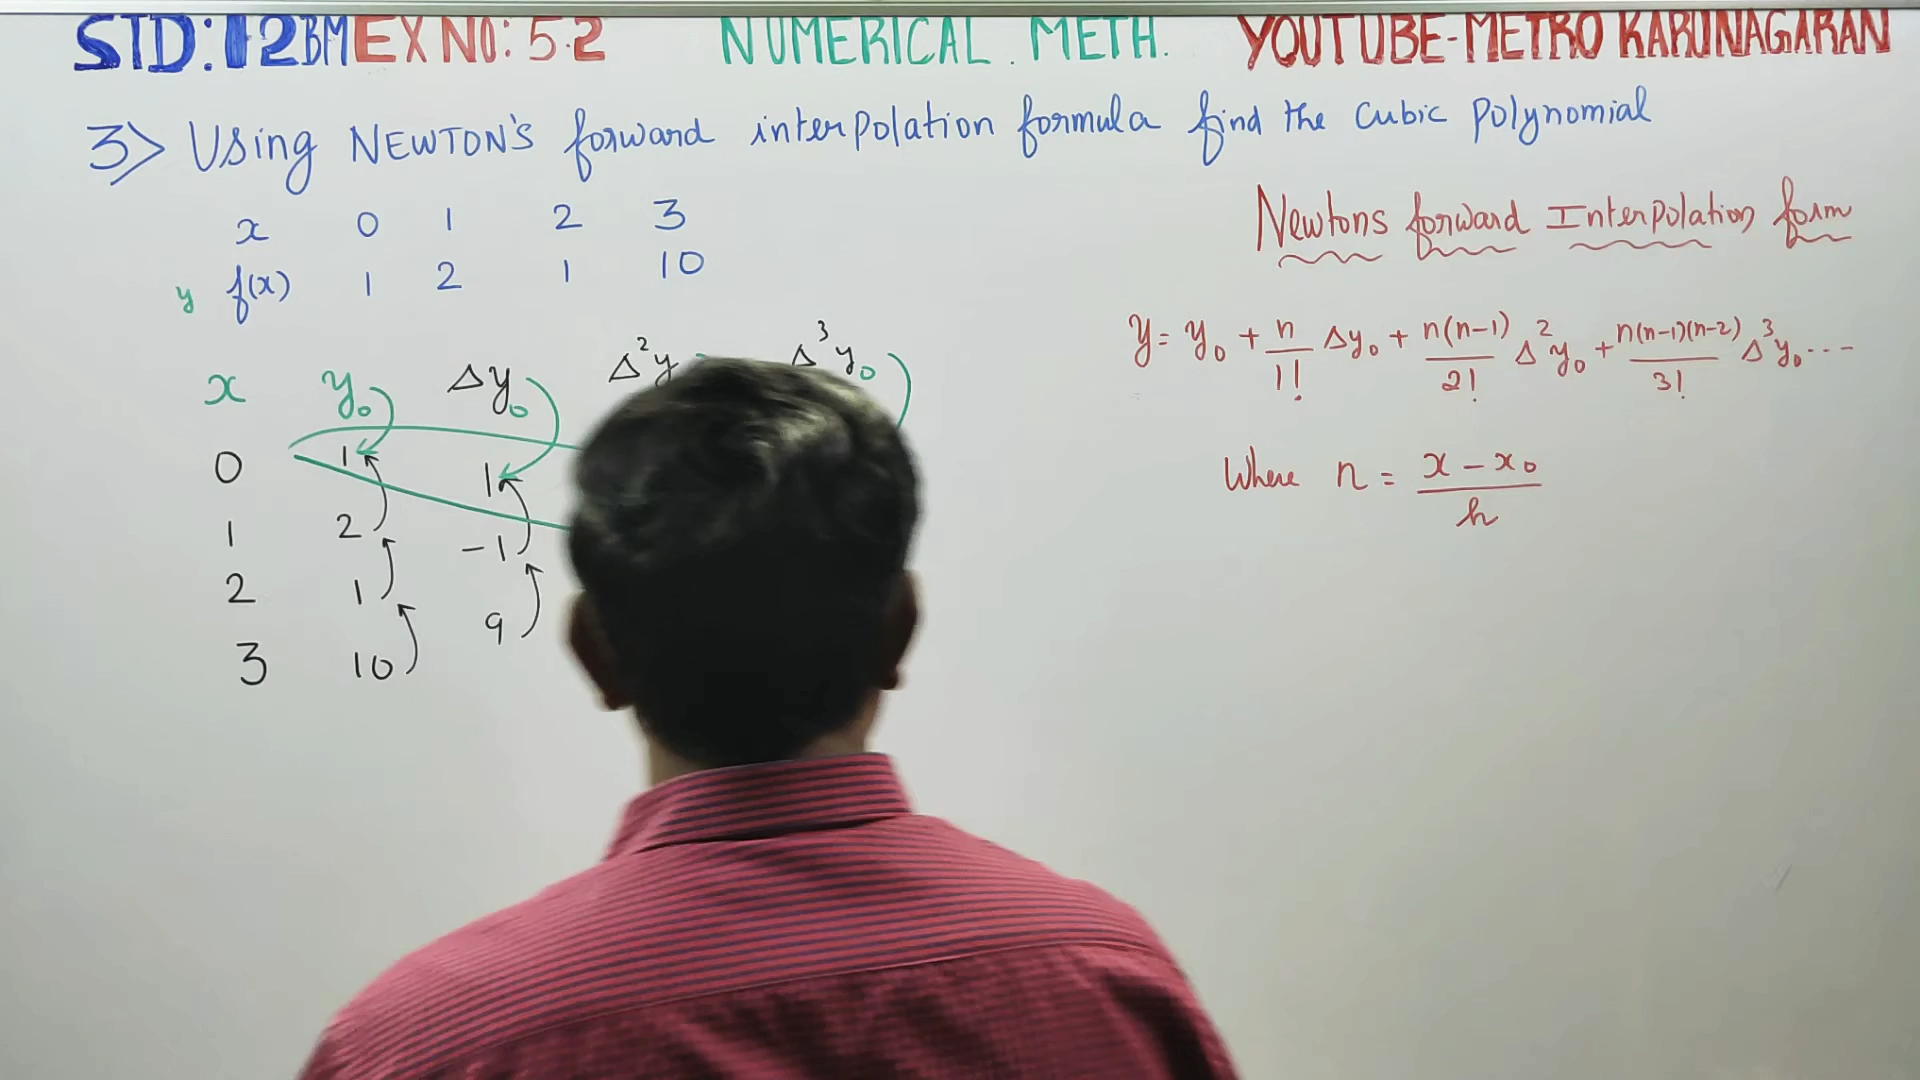 STD: 12 BM EX NO: 5.2 NUMERICAL . METH. YOUTUBE-METRO KARUNAGARAN
3> Using NEWTON'S forward interpolation formula find the cubic polynomial
x 0 1 2 3
y f(x) 1 2 1 10
Newtons forward Interpolation form
y = y₀ + n/1! Δy₀ + n(n-1)/2! Δ²y₀ + n(n-1)(n-2)/3! Δ³y₀ ...
Where n = x - x₀ / h
x y₀ Δy₀ Δ²y Δ³y₀
0 1 1
1 2 -1
2 1 9
3 10